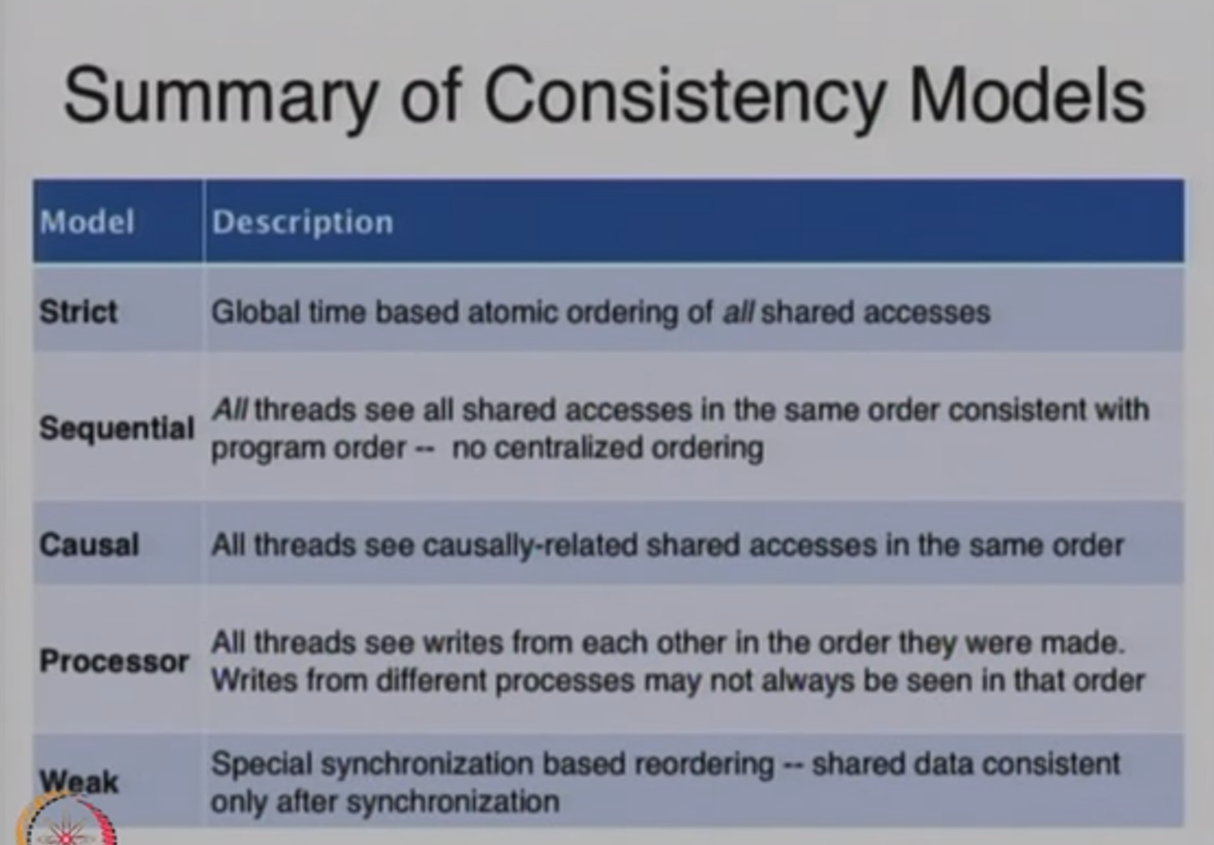 Summary of Consistency Models
Model
Description
Strict
Global time based atomic ordering of all shared accesses
Sequential
All threads see all shared accesses in the same order consistent with
program order -- no centralized ordering
Causal
All threads see causally-related shared accesses in the same order
Processor
All threads see writes from each other in the order they were made.
Writes from different processes may not always be seen in that order
Weak
Special synchronization based reordering -- shared data consistent
only after synchronization